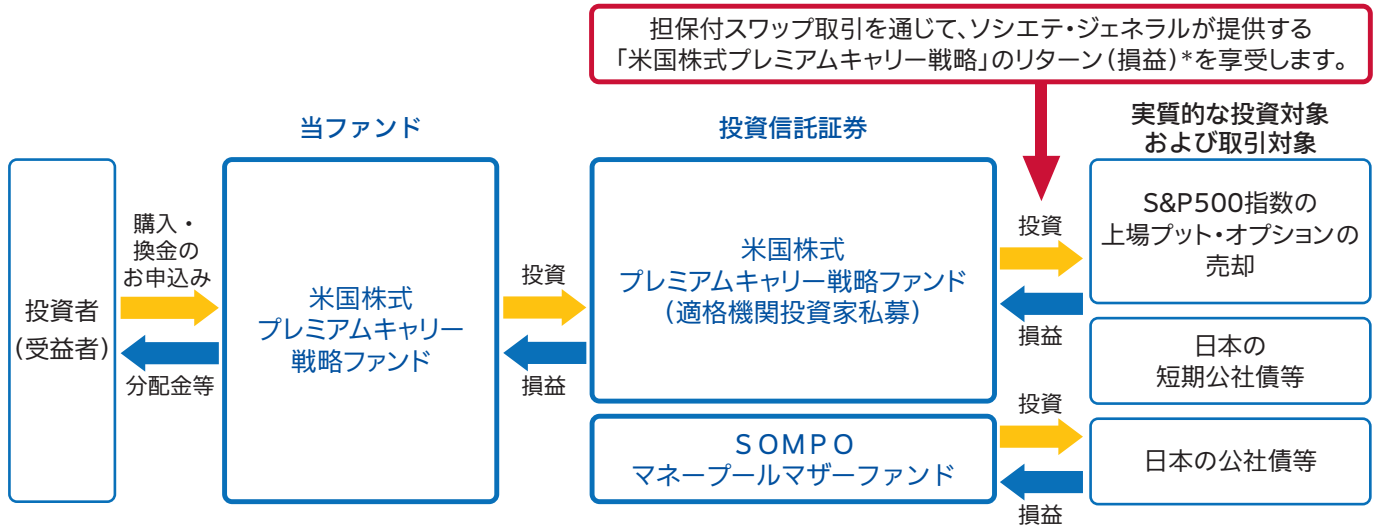 担保付スワップ取引を通じて、ソシエテ・ジェネラルが提供する
「米国株式プレミアムキャリー戦略」のリターン(損益)*を享受します。
当ファンド
投資信託証券
実質的な投資対象
および取引対象
投資者
(受益者)
購入・
換金の
お申込み
分配金等
米国株式
プレミアムキャリー
戦略ファンド
投資
損益
米国株式
プレミアムキャリー戦略ファンド
(適格機関投資家私募)
投資
損益
S&P500指数の
上場プット・オプションの
売却
日本の
短期公社債等
SOMPO
マネープールマザーファンド
投資
損益
日本の公社債等